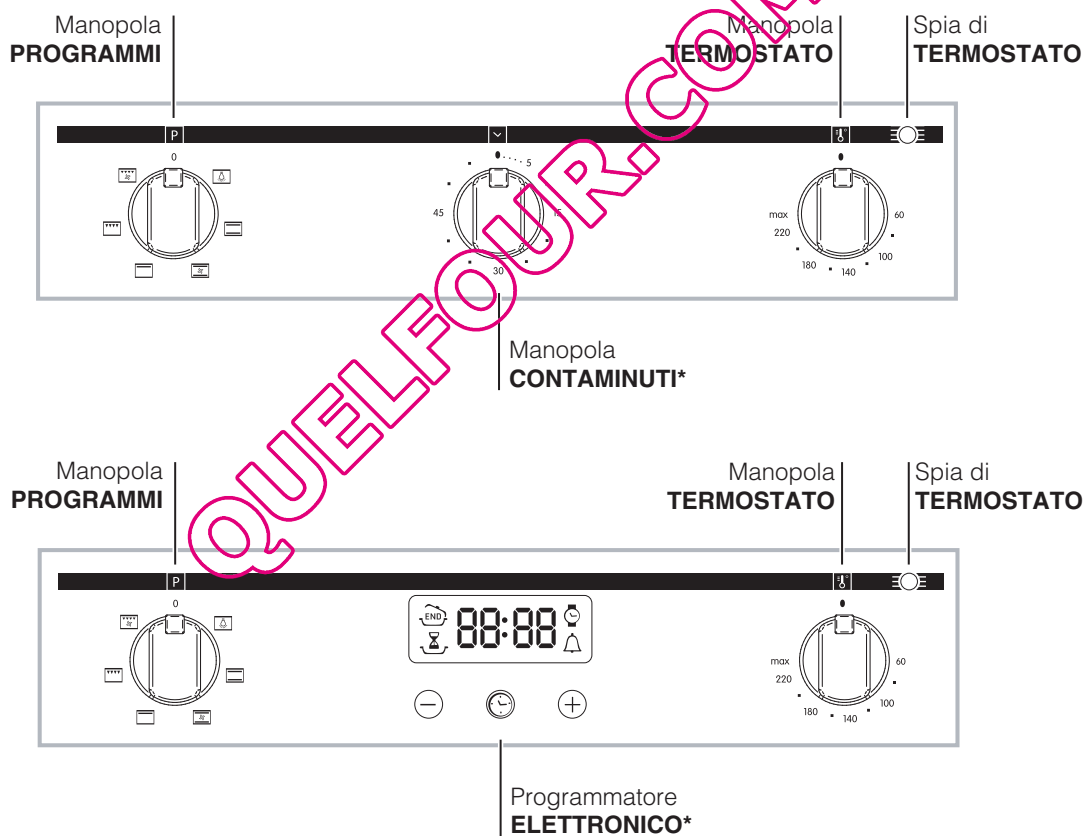 Manopola
PROGRAMMI
Manopola
TERMOSTATO
Spia di
TERMOSTATO
P
0
5
15
30
45
60
100
140
180
220
max
Manopola
CONTAMINUTI*
QUELFOUR.COM
Manopola
PROGRAMMI
Manopola
TERMOSTATO
Spia di
TERMOSTATO
P
0
END
88:88
60
100
140
180
220
max
Programmatore
ELETTRONICO*